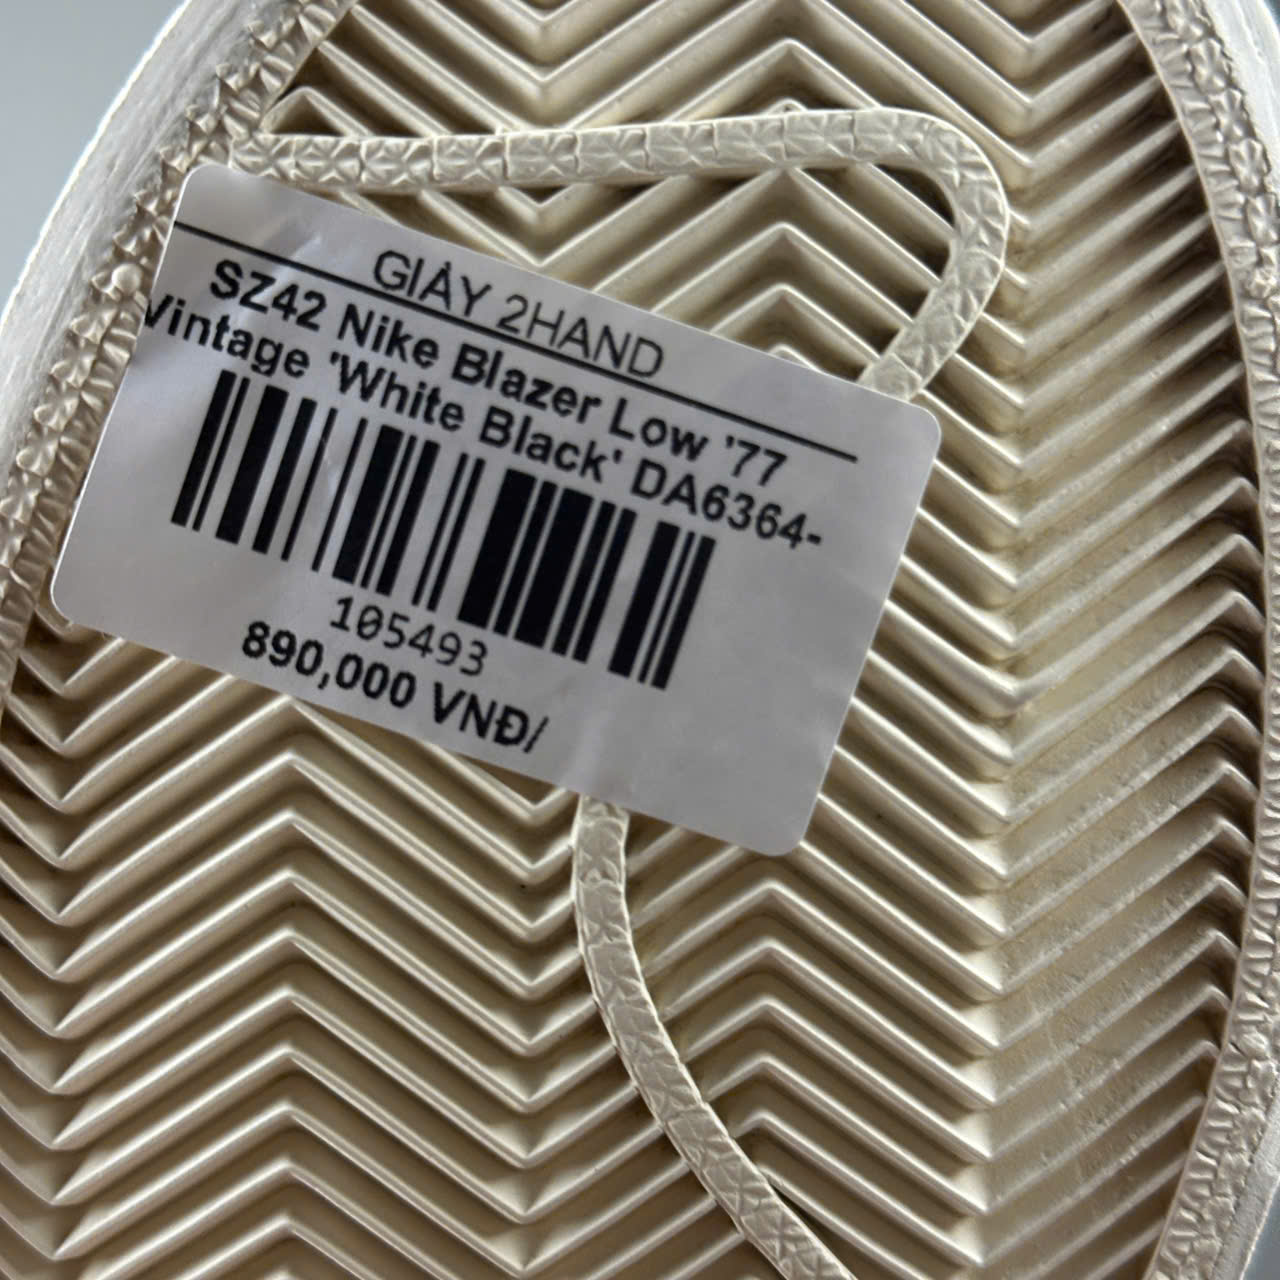 GIÀY 2HAND
SZ42 Nike Blazer Low '77
Vintage 'White Black' DA6364-
105493
890,000 VNĐ/